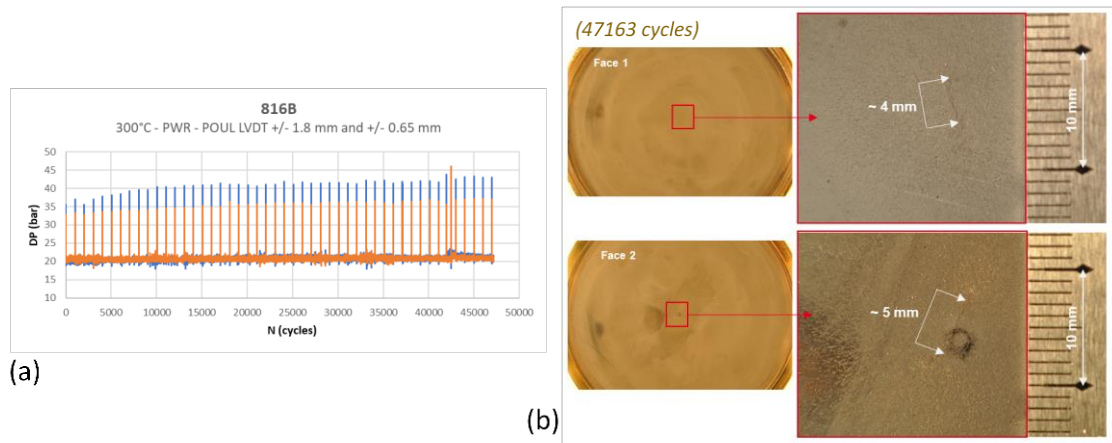 816B
300°C - PWR - POUL LVDT +/- 1.8 mm and +/- 0.65 mm
DP (bar)
50
45
40
35
30
25
20
15
10
0
5000
10000
15000
20000
25000
30000
35000
40000
45000
50000
N (cycles)
(a)
(47163 cycles)
Face 1
~ 4 mm
10 mm
Face 2
~ 5 mm
10 mm
(b)